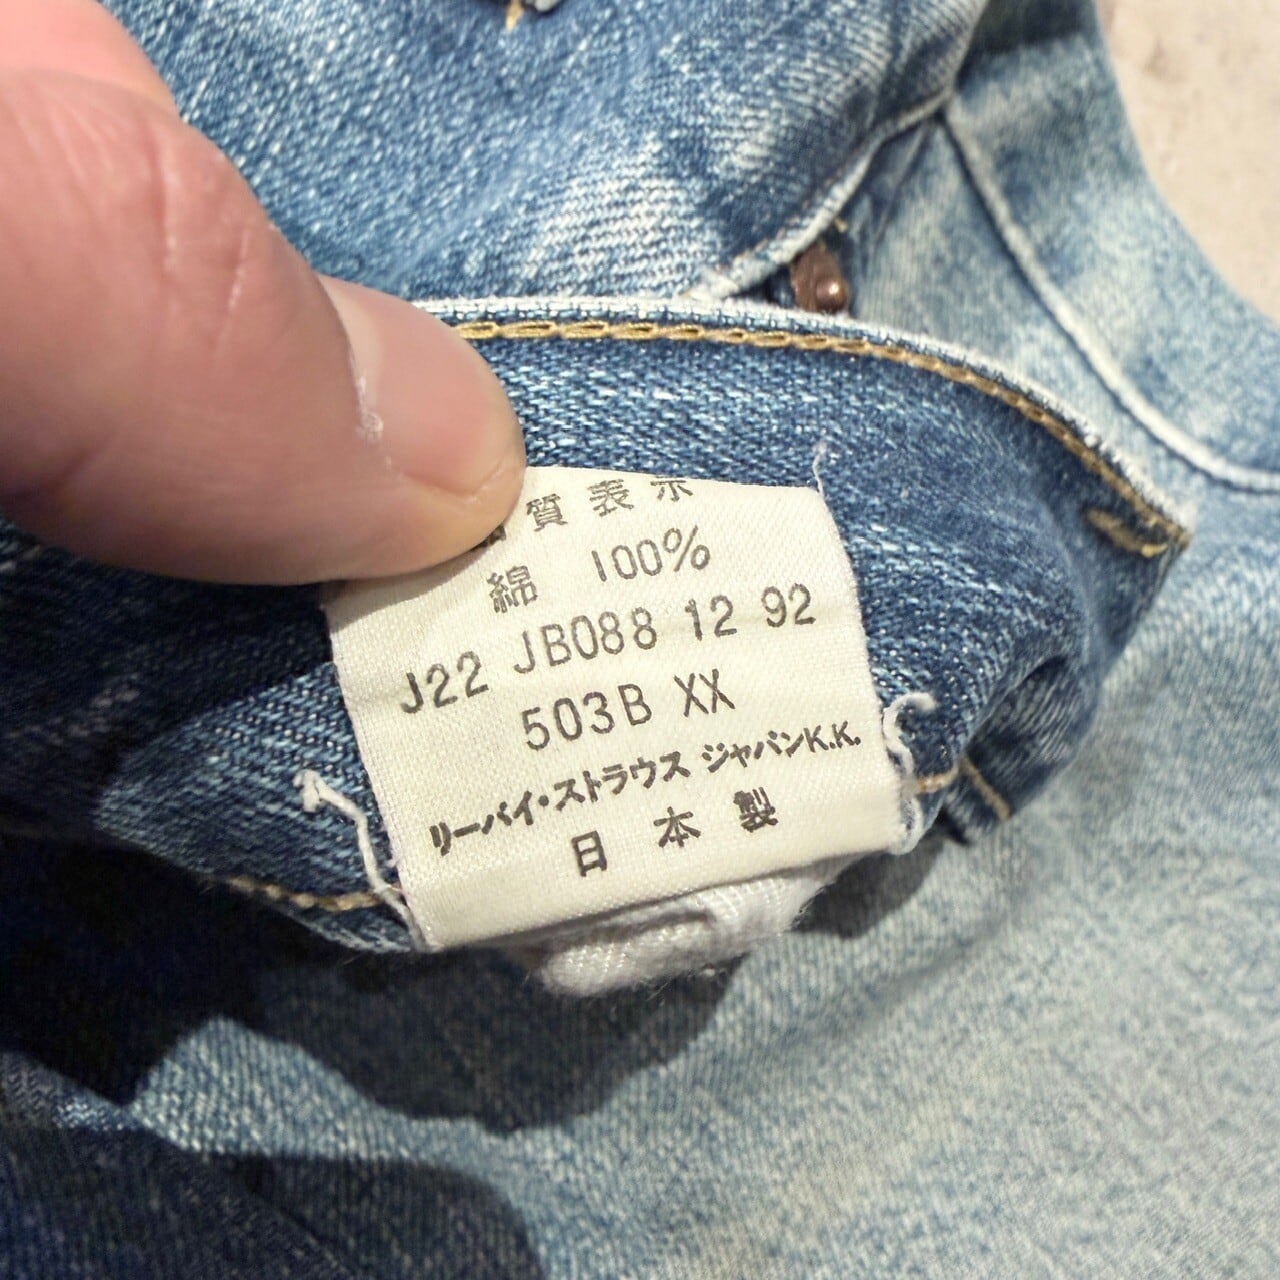 質表示
綿 100%
J22 JB088 12 92
503B XX
リーバイ・ストラウス ジャパンK.K.
日本製